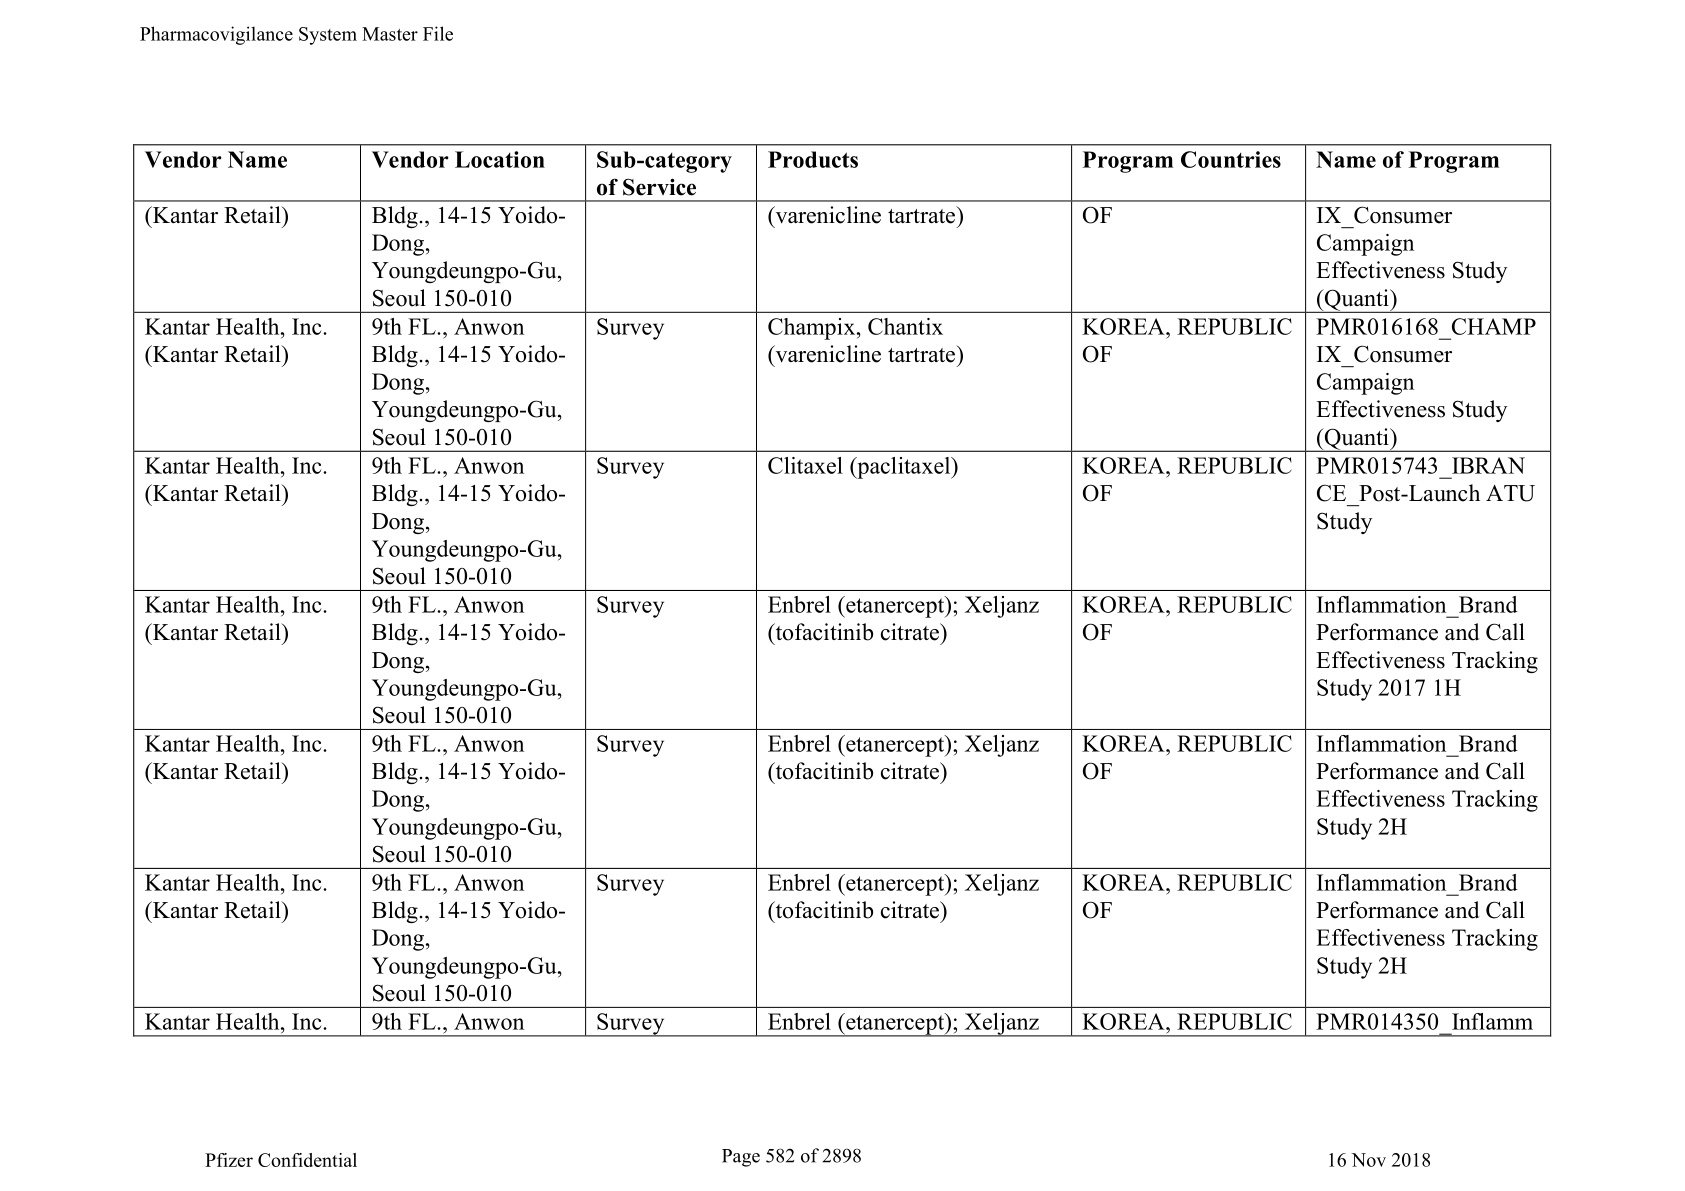 Pharmacovigilance System Master File
Vendor Name
Vendor Location
Sub-category
of Service
Products
Program Countries
Name of Program
(Kantar Retail)
Bldg., 14-15 Yoido-
Dong,
Youngdeungpo-Gu,
Seoul 150-010
(varenicline tartrate)
OF
IX_Consumer
Campaign
Effectiveness Study
(Quanti)
Kantar Health, Inc.
(Kantar Retail)
9th FL., Anwon
Bldg., 14-15 Yoido-
Dong,
Youngdeungpo-Gu,
Seoul 150-010
Survey
Champix, Chantix
(varenicline tartrate)
KOREA, REPUBLIC
OF
PMR016168_CHAMP
IX_Consumer
Campaign
Effectiveness Study
(Quanti)
Kantar Health, Inc.
(Kantar Retail)
9th FL., Anwon
Bldg., 14-15 Yoido-
Dong,
Youngdeungpo-Gu,
Seoul 150-010
Survey
Clitaxel (paclitaxel)
KOREA, REPUBLIC
OF
PMR015743_IBRAN
CE_Post-Launch ATU
Study
Kantar Health, Inc.
(Kantar Retail)
9th FL., Anwon
Bldg., 14-15 Yoido-
Dong,
Youngdeungpo-Gu,
Seoul 150-010
Survey
Enbrel (etanercept); Xeljanz
(tofacitinib citrate)
KOREA, REPUBLIC
OF
Inflammation_Brand
Performance and Call
Effectiveness Tracking
Study 2017 1H
Kantar Health, Inc.
(Kantar Retail)
9th FL., Anwon
Bldg., 14-15 Yoido-
Dong,
Youngdeungpo-Gu,
Seoul 150-010
Survey
Enbrel (etanercept); Xeljanz
(tofacitinib citrate)
KOREA, REPUBLIC
OF
Inflammation_Brand
Performance and Call
Effectiveness Tracking
Study 2H
Kantar Health, Inc.
(Kantar Retail)
9th FL., Anwon
Bldg., 14-15 Yoido-
Dong,
Youngdeungpo-Gu,
Seoul 150-010
Survey
Enbrel (etanercept); Xeljanz
(tofacitinib citrate)
KOREA, REPUBLIC
OF
Inflammation_Brand
Performance and Call
Effectiveness Tracking
Study 2H
Kantar Health, Inc.
9th FL., Anwon
Survey
Enbrel (etanercept); Xeljanz
KOREA, REPUBLIC
PMR014350_Inflamm
Pfizer Confidential
Page 582 of 2898
16 Nov 2018